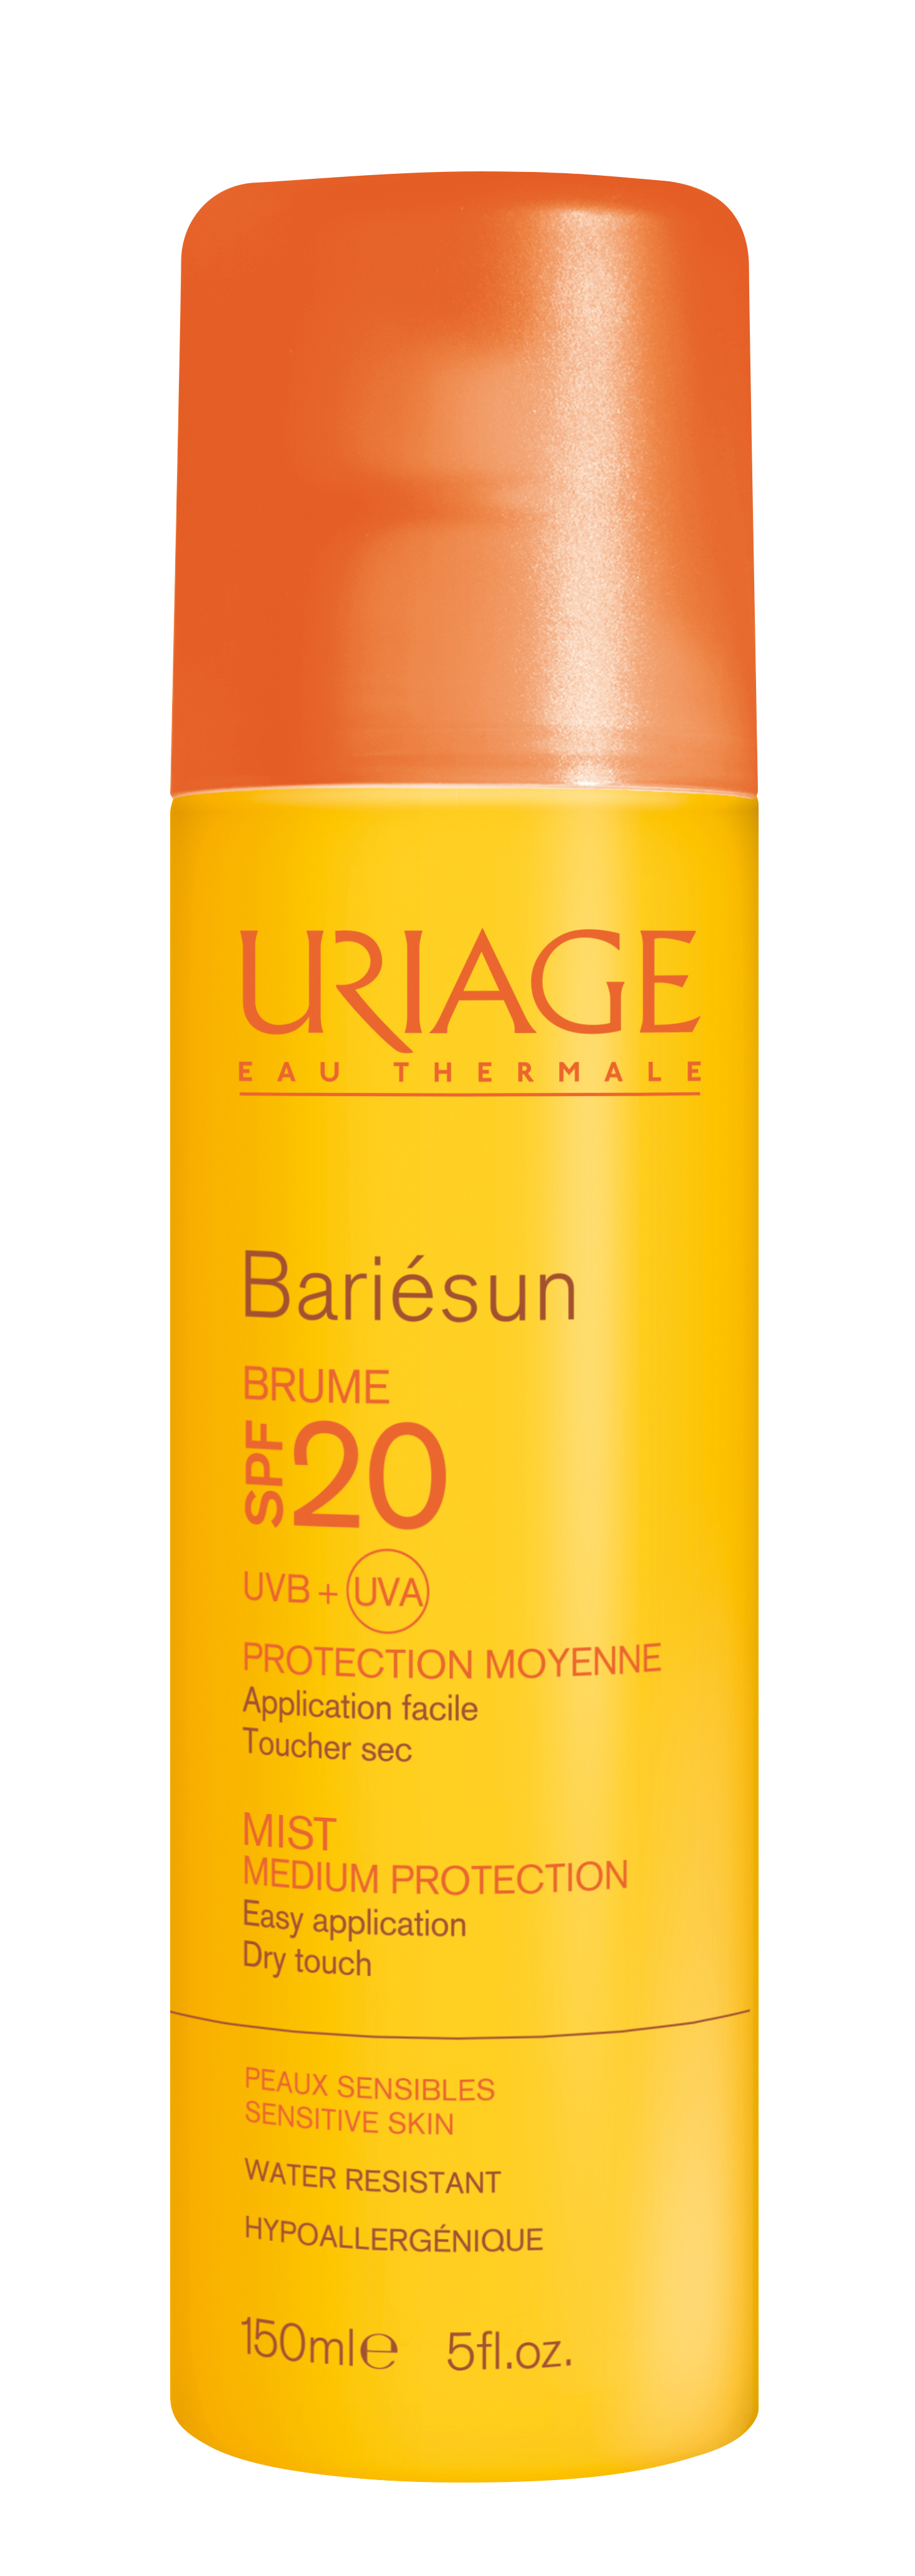 URIAGE
EAU THERMALE
Bariésun
BRUME
SPF 20
UVB + UVA
PROTECTION MOYENNE
Application facile
Toucher sec
MIST
MEDIUM PROTECTION
Easy application
Dry touch
PEAUX SENSIBLES
SENSITIVE SKIN
WATER RESISTANT
HYPOALLERGÉNIQUE
150ml℮ 5fl.oz.